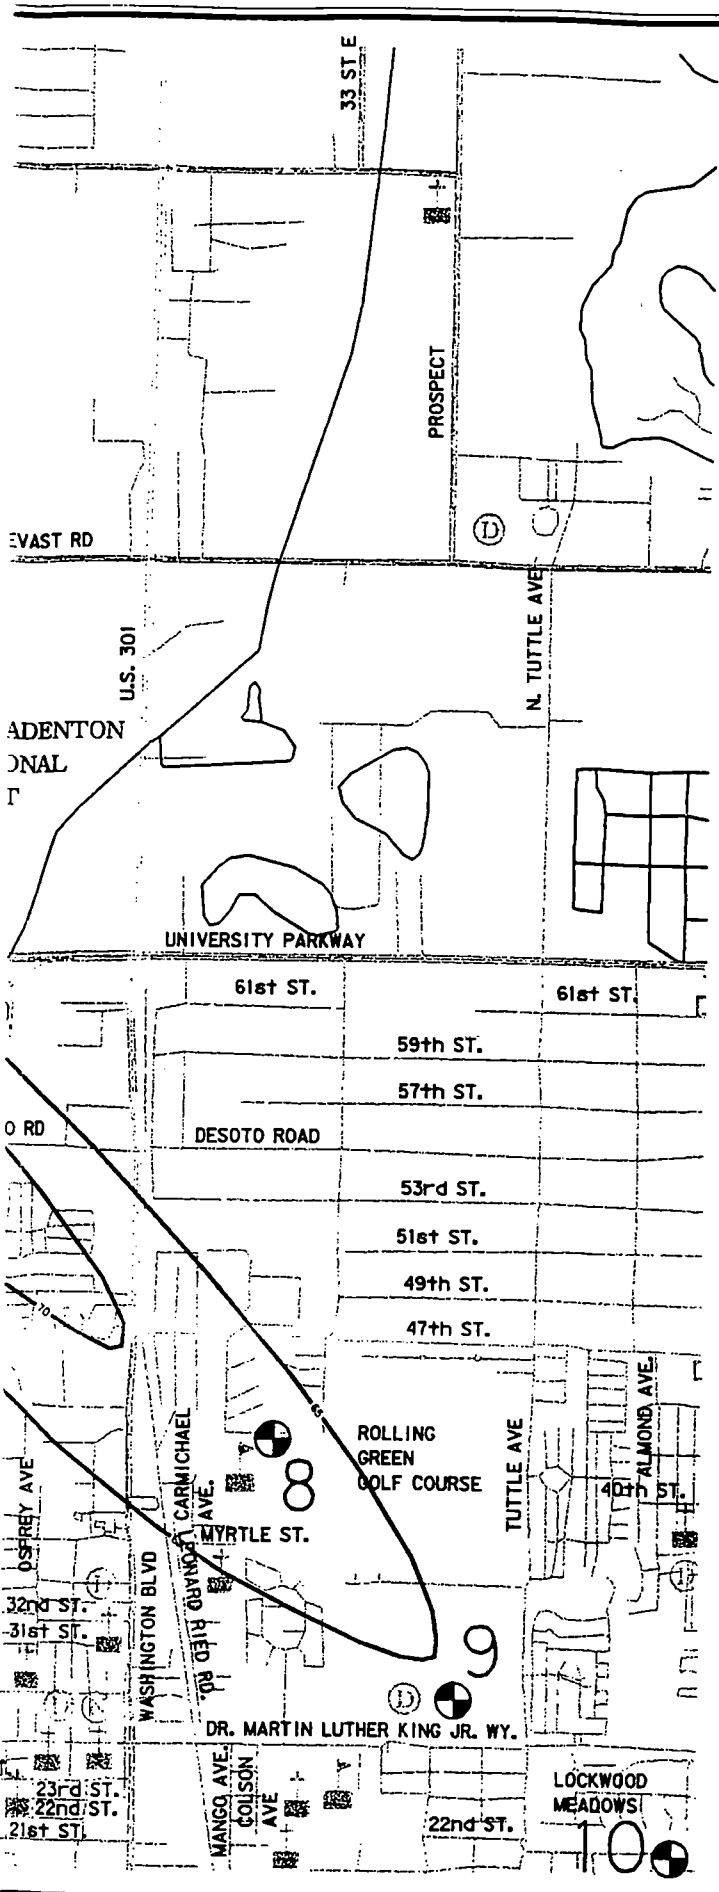 33 ST E
PROSPECT
D
EVAST RD
U.S. 301
N. TUTTLE AVE
ADENTON
ONAL
T
UNIVERSITY PARKWAY
61st ST.
61st ST.
59th ST.
57th ST.
O RD
DESOTO ROAD
53rd ST.
51st ST.
49th ST.
70
47th ST.
65
ROLLING
GREEN
GOLF COURSE
CARMICHAEL
AVE.
8
TUTTLE AVE
ALMOND AVE.
40th ST.
OSPREY AVE
MYRTLE ST.
WASHINGTON BLVD
LEONARD RIED RD.
32nd ST.
31st ST.
9
D
DR. MARTIN LUTHER KING JR. WY.
MANGO AVE.
COLSON
AVE
23rd ST.
22nd ST.
21st ST.
22nd ST.
LOCKWOOD
MEADOWS
10